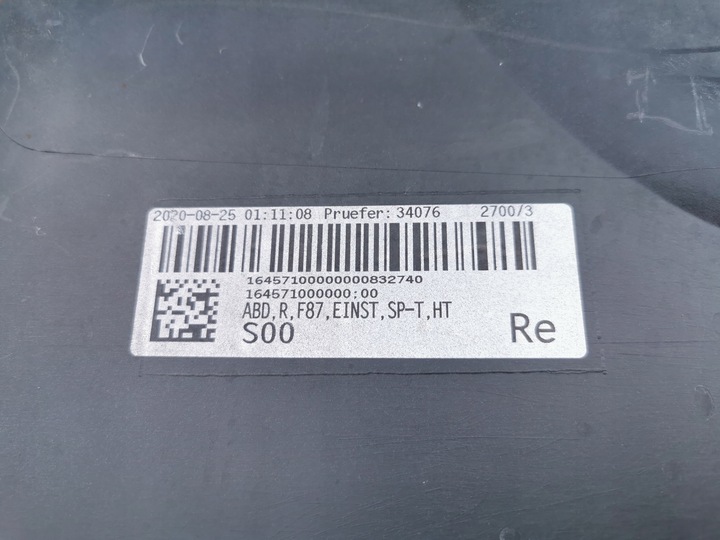 2020-08-25 01:11:08 Pruefer: 34076 2700/3
16457100000000832740
164571000000;00
ABD,R,F87,EINST,SP-T,HT
S00 Re